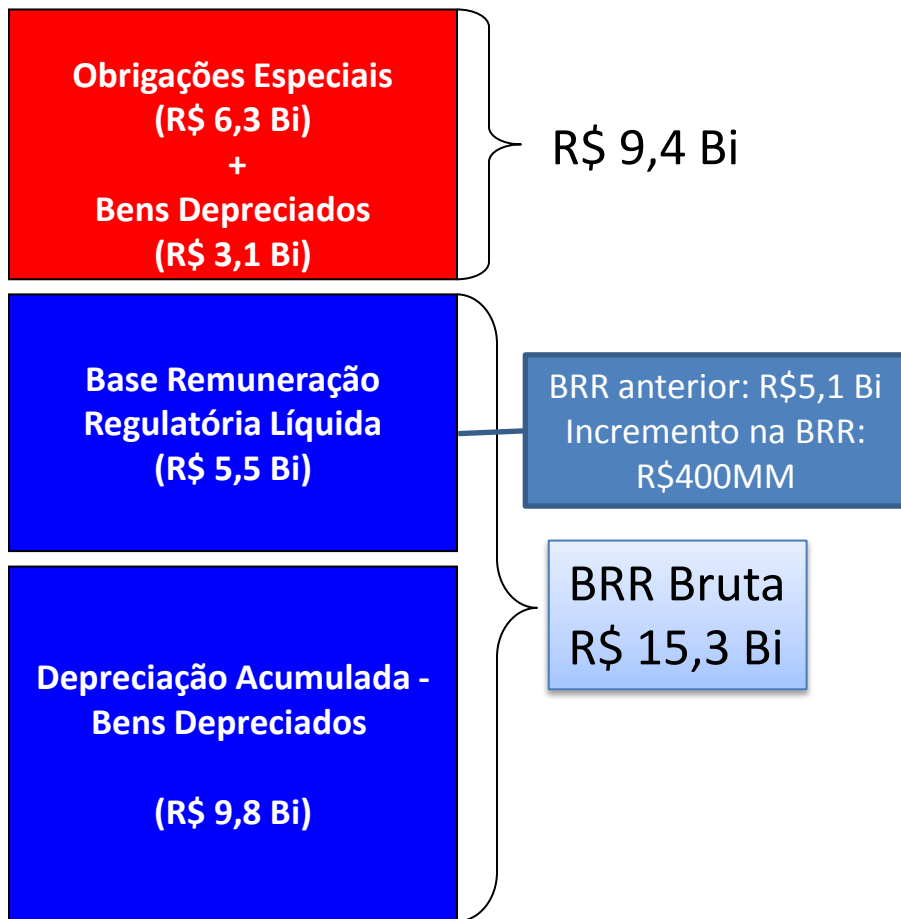 Obrigações Especiais
(R$ 6,3 Bi)
+
Bens Depreciados
(R$ 3,1 Bi)
R$ 9,4 Bi
Base Remuneração
Regulatória Líquida
(R$ 5,5 Bi)
BRR anterior: R$5,1 Bi
Incremento na BRR:
R$400MM
BRR Bruta
R$ 15,3 Bi
Depreciação Acumulada -
Bens Depreciados
(R$ 9,8 Bi)